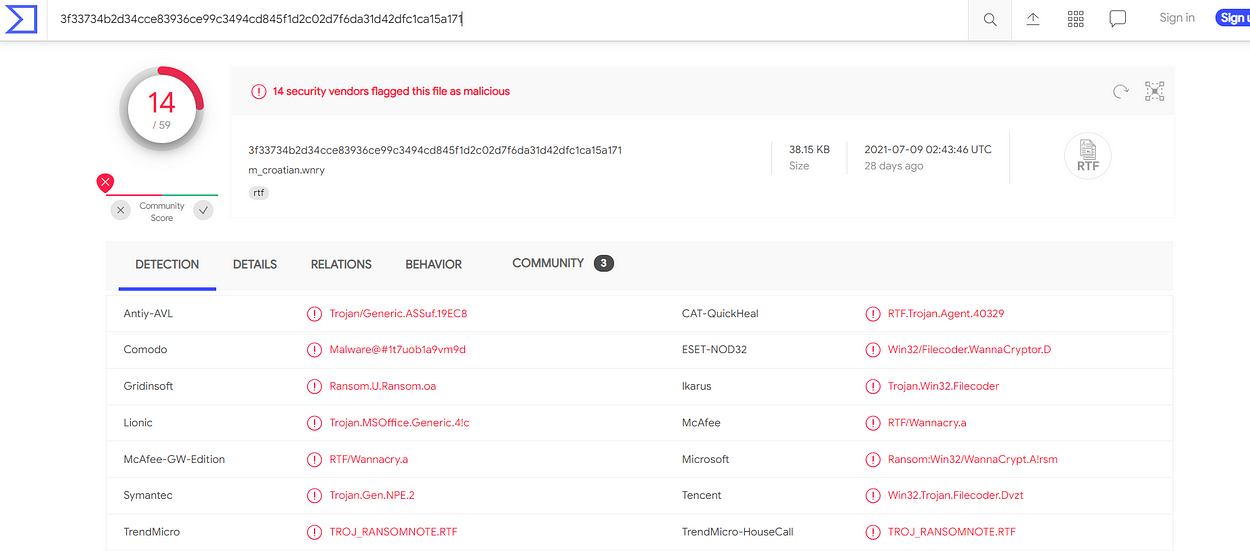 3f33734b2d34cce83936ce99c3494cd845f1d2c02d7f6da31d42dfc1ca15a171
Sign in
Sign u
14
/ 59
14 security vendors flagged this file as malicious
3f33734b2d34cce83936ce99c3494cd845f1d2c02d7f6da31d42dfc1ca15a171
m_croatian.wnry
rtf
38.15 KB
Size
2021-07-09 02:43:46 UTC
28 days ago
RTF
Community
Score
DETECTION DETAILS RELATIONS BEHAVIOR COMMUNITY 3
Antiy-AVL Trojan/Generic.ASSuf.19EC8 CAT-QuickHeal RTF.Trojan.Agent.40329
Comodo Malware@#1t7uob1a9vm9d ESET-NOD32 Win32/Filecoder.WannaCryptor.D
Gridinsoft Ransom.U.Ransom.oa Ikarus Trojan.Win32.Filecoder
Lionic Trojan.MSOffice.Generic.4!c McAfee RTF/Wannacry.a
McAfee-GW-Edition RTF/Wannacry.a Microsoft Ransom:Win32/WannaCrypt.A!rsm
Symantec Trojan.Gen.NPE.2 Tencent Win32.Trojan.Filecoder.Dvzt
TrendMicro TROJ_RANSOMNOTE.RTF TrendMicro-HouseCall TROJ_RANSOMNOTE.RTF